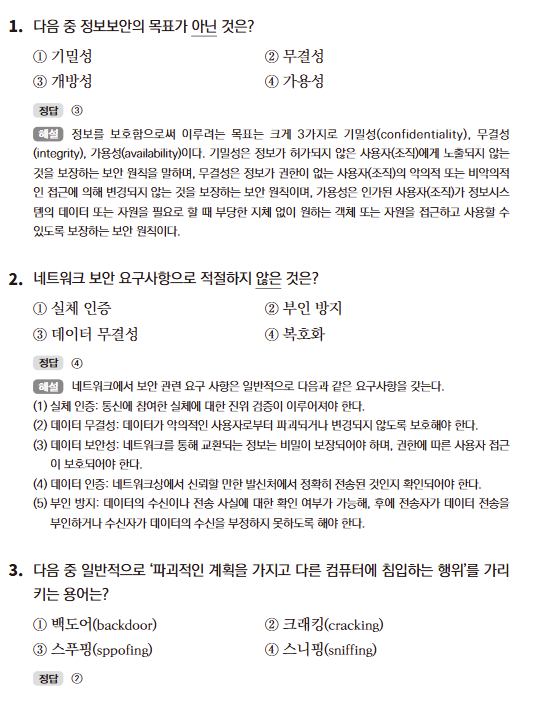 1. 다음 중 정보보안의 목표가 아닌 것은?
① 기밀성 ② 무결성
③ 개방성 ④ 가용성
정답 ③
해설 정보를 보호함으로써 이루려는 목표는 크게 3가지로 기밀성(confidentiality), 무결성
(integrity), 가용성(availability)이다. 기밀성은 정보가 허가되지 않은 사용자(조직)에게 노출되지 않는
것을 보장하는 보안 원칙을 말하며, 무결성은 정보가 권한이 없는 사용자(조직)의 악의적 또는 비악의적
인 접근에 의해 변경되지 않는 것을 보장하는 보안 원칙이며, 가용성은 인가된 사용자(조직)가 정보시스
템의 데이터 또는 자원을 필요로 할 때 부당한 지체 없이 원하는 객체 또는 자원을 접근하고 사용할 수
있도록 보장하는 보안 원칙이다.
2. 네트워크 보안 요구사항으로 적절하지 않은 것은?
① 실체 인증 ② 부인 방지
③ 데이터 무결성 ④ 복호화
정답 ④
해설 네트워크에서 보안 관련 요구 사항은 일반적으로 다음과 같은 요구사항을 갖는다.
(1) 실체 인증: 통신에 참여한 실체에 대한 진위 검증이 이루어져야 한다.
(2) 데이터 무결성: 데이터가 악의적인 사용자로부터 파괴되거나 변경되지 않도록 보호해야 한다.
(3) 데이터 보안성: 네트워크를 통해 교환되는 정보는 비밀이 보장되어야 하며, 권한에 따른 사용자 접근
이 보호되어야 한다.
(4) 데이터 인증: 네트워크상에서 신뢰할 만한 발신처에서 정확히 전송된 것인지 확인되어야 한다.
(5) 부인 방지: 데이터의 수신이나 전송 사실에 대한 확인 여부가 가능해, 후에 전송자가 데이터 전송을
부인하거나 수신자가 데이터의 수신을 부정하지 못하도록 해야 한다.
3. 다음 중 일반적으로 ‘파괴적인 계획을 가지고 다른 컴퓨터에 침입하는 행위’를 가리
키는 용어는?
① 백도어(backdoor) ② 크래킹(cracking)
③ 스푸핑(sppofing) ④ 스니핑(sniffing)
정답 ②